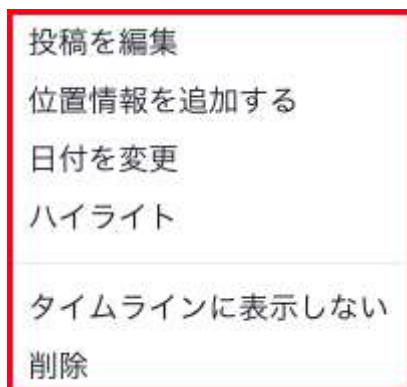 投稿を編集
位置情報を追加する
日付を変更
ハイライト
タイムラインに表示しない
削除